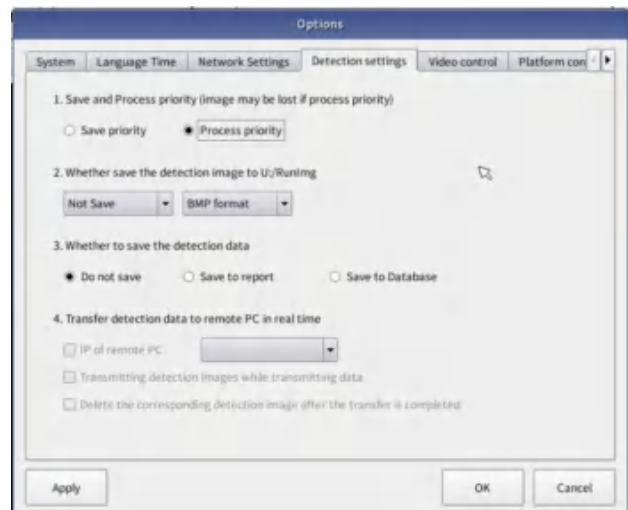 Options
System Language Time Network Settings Detection settings Video control Platform con
1. Save and Process priority (image may be lost if process priority)
Save priority Process priority
2. Whether save the detection image to U:/RunImg
Not Save BMP format
3. Whether to save the detection data
Do not save Save to report Save to Database
4. Transfer detection data to remote PC in real time
IP of remote PC
Transmitting detection images while transmitting data
Delete the corresponding detection image after the transfer is completed
Apply OK Cancel